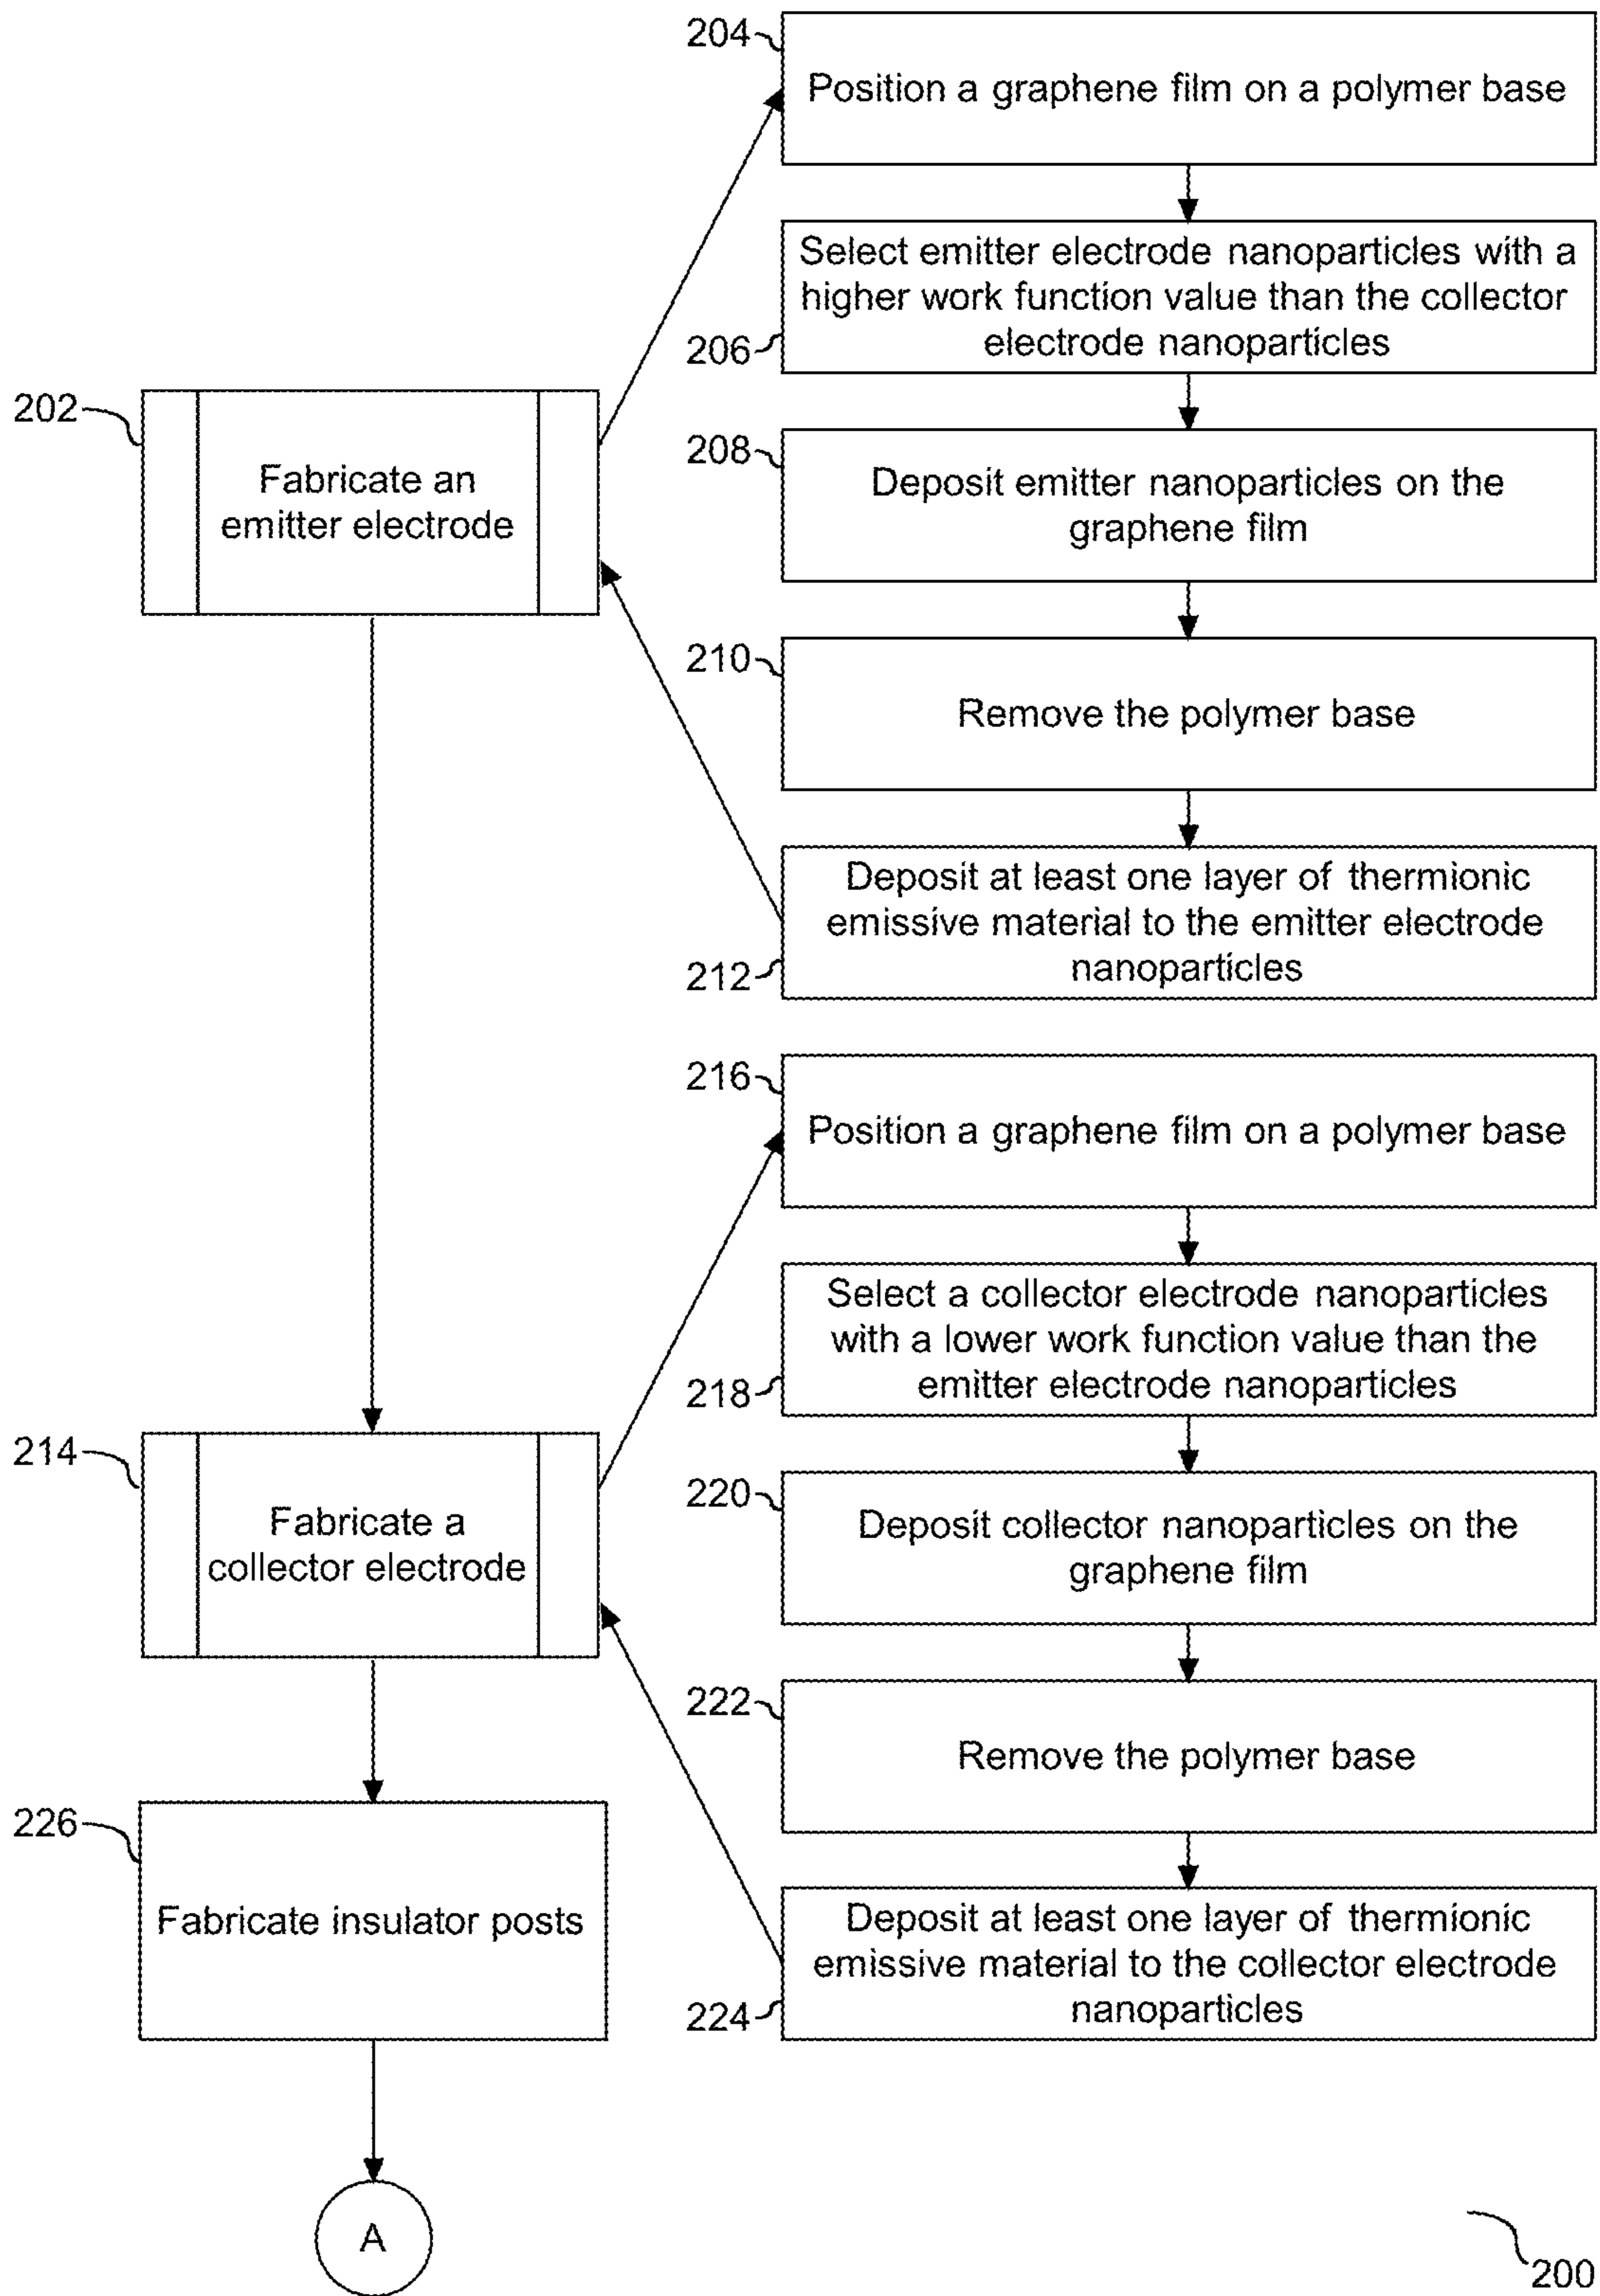 204
Position a graphene film on a polymer base
Select emitter electrode nanoparticles with a
higher work function value than the collector
electrode nanoparticles
206
202
Fabricate an
emitter electrode
208
Deposit emitter nanoparticles on the
graphene film
210
Remove the polymer base
Deposit at least one layer of thermionic
emissive material to the emitter electrode
nanoparticles
212
216
Position a graphene film on a polymer base
Select a collector electrode nanoparticles
with a lower work function value than the
emitter electrode nanoparticles
218
214
Fabricate a
collector electrode
220
Deposit collector nanoparticles on the
graphene film
222
Remove the polymer base
226
Fabricate insulator posts
Deposit at least one layer of thermionic
emissive material to the collector electrode
nanoparticles
224
A
200